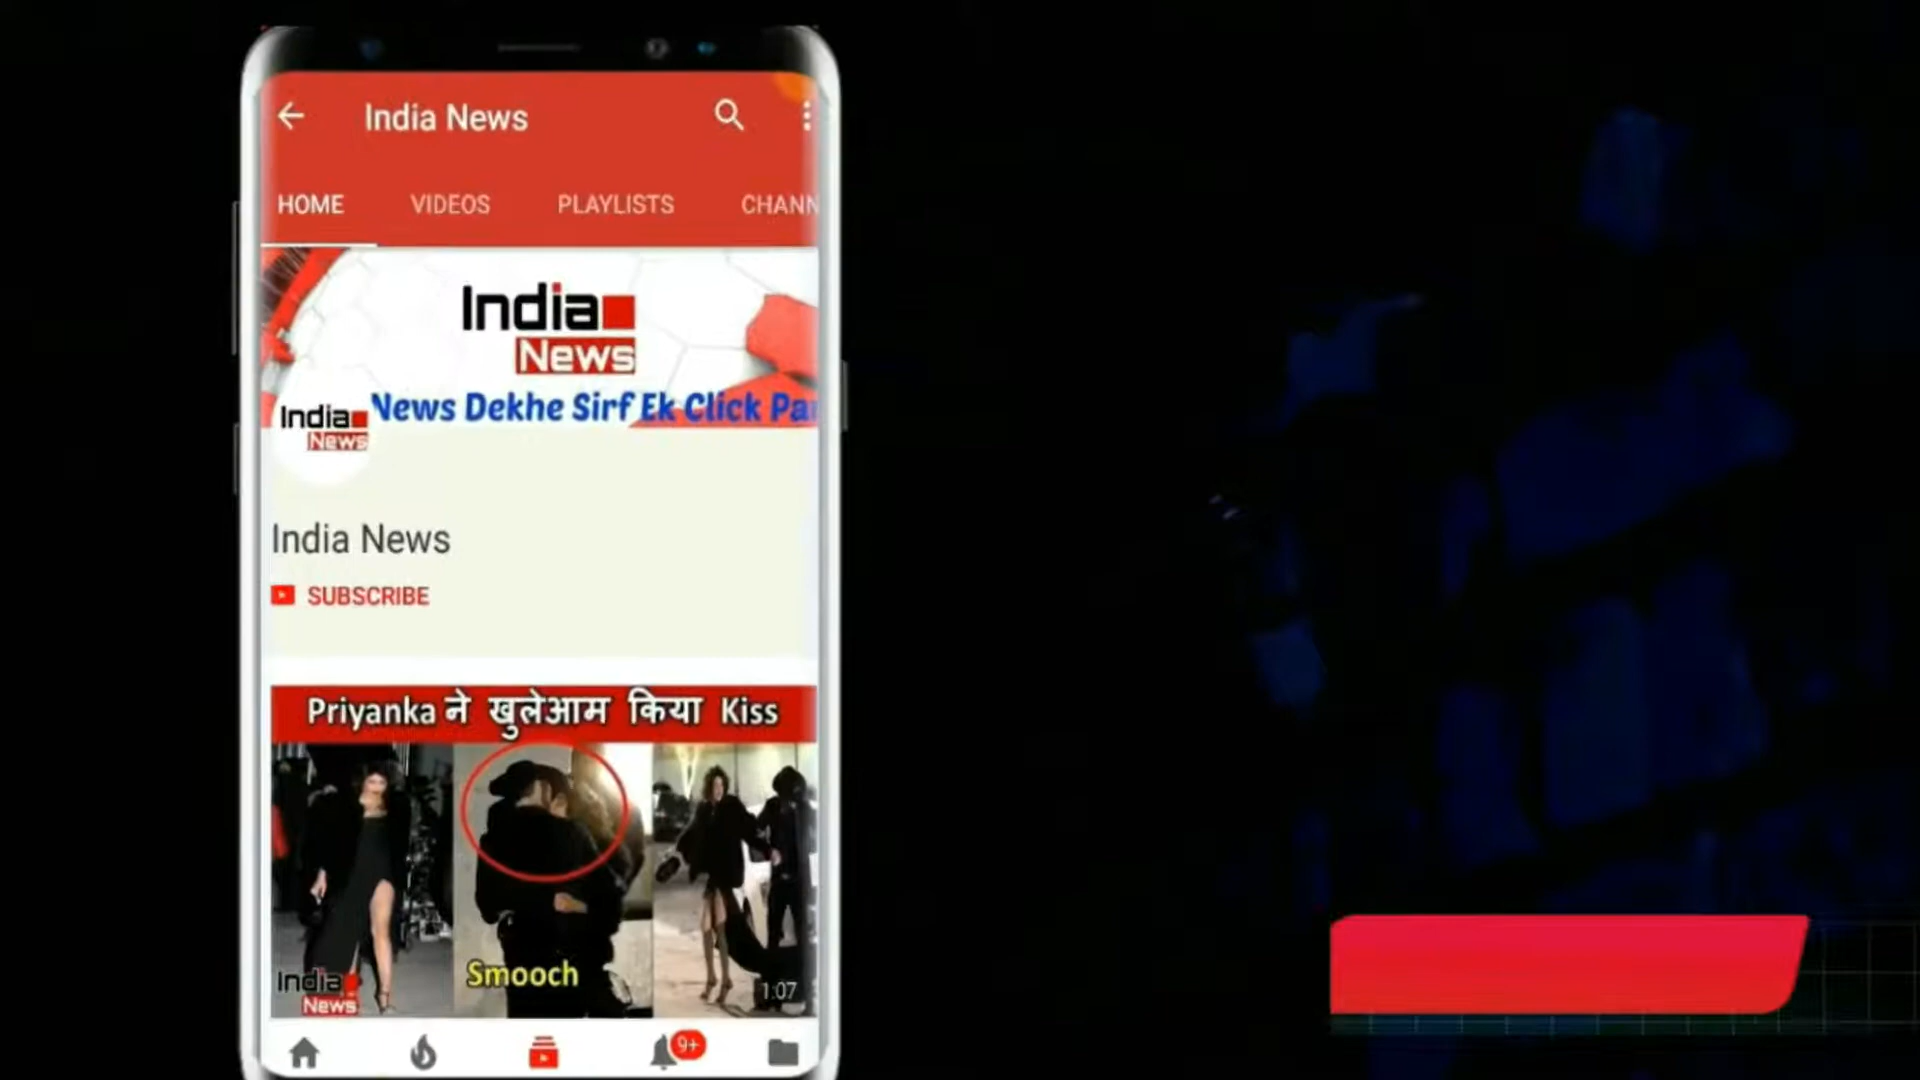 India News
HOME VIDEOS PLAYLISTS CHANN
India
News
News Dekhe Sirf Ek Click Par
India
News
India News
SUBSCRIBE
Priyanka ने खुलेआम किया Kiss
Smooch
India
News
1:07
9+